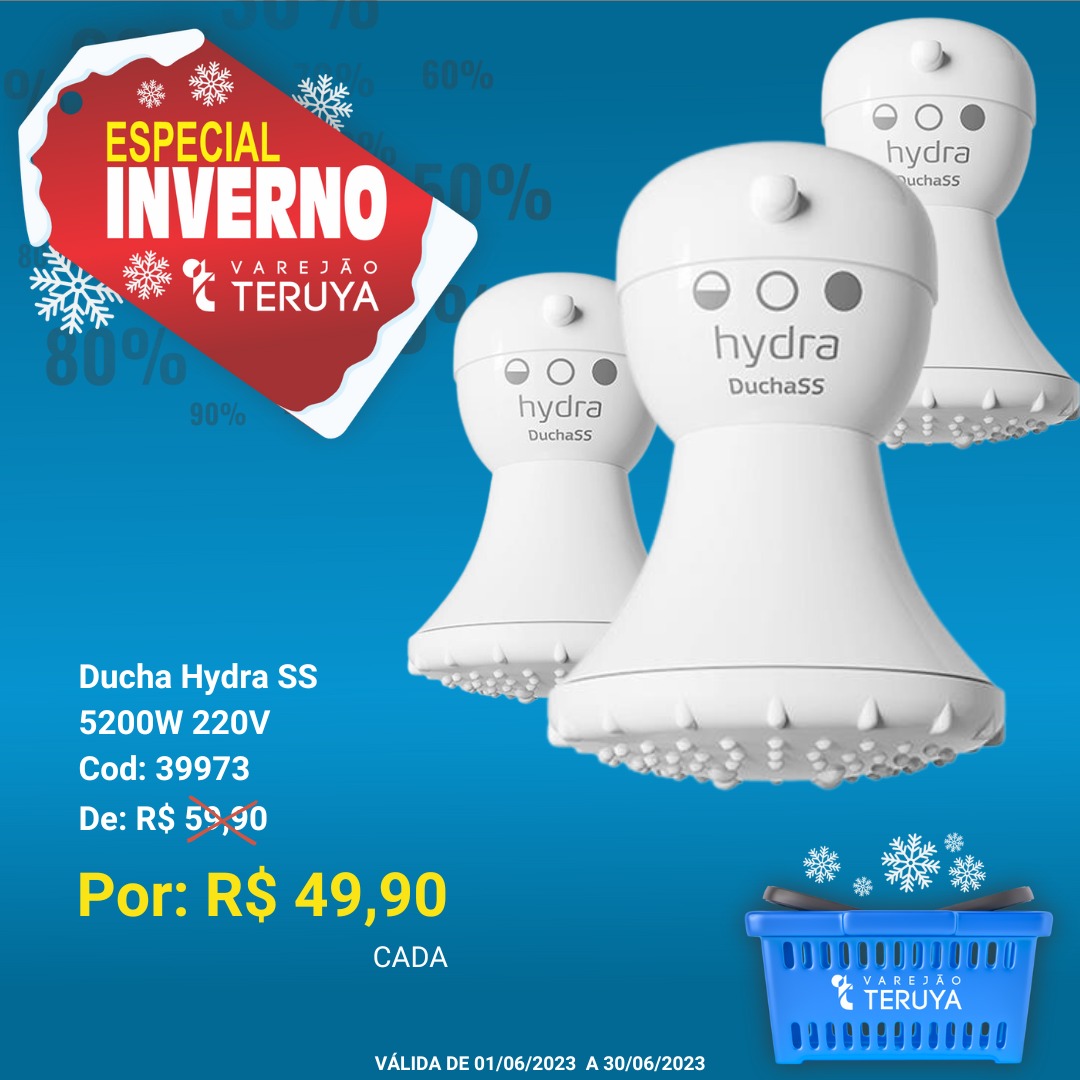 30%
60%
50%
80%
90%
ESPECIAL
INVERNO
VAREJÃO
TERUYA
hydra
DuchaSS
hydra
DuchaSS
hydra
DuchaSS
Ducha Hydra SS
5200W 220V
Cod: 39973
De: R$ 59,90
Por: R$ 49,90
CADA
VAREJÃO
TERUYA
VÁLIDA DE 01/06/2023 A 30/06/2023